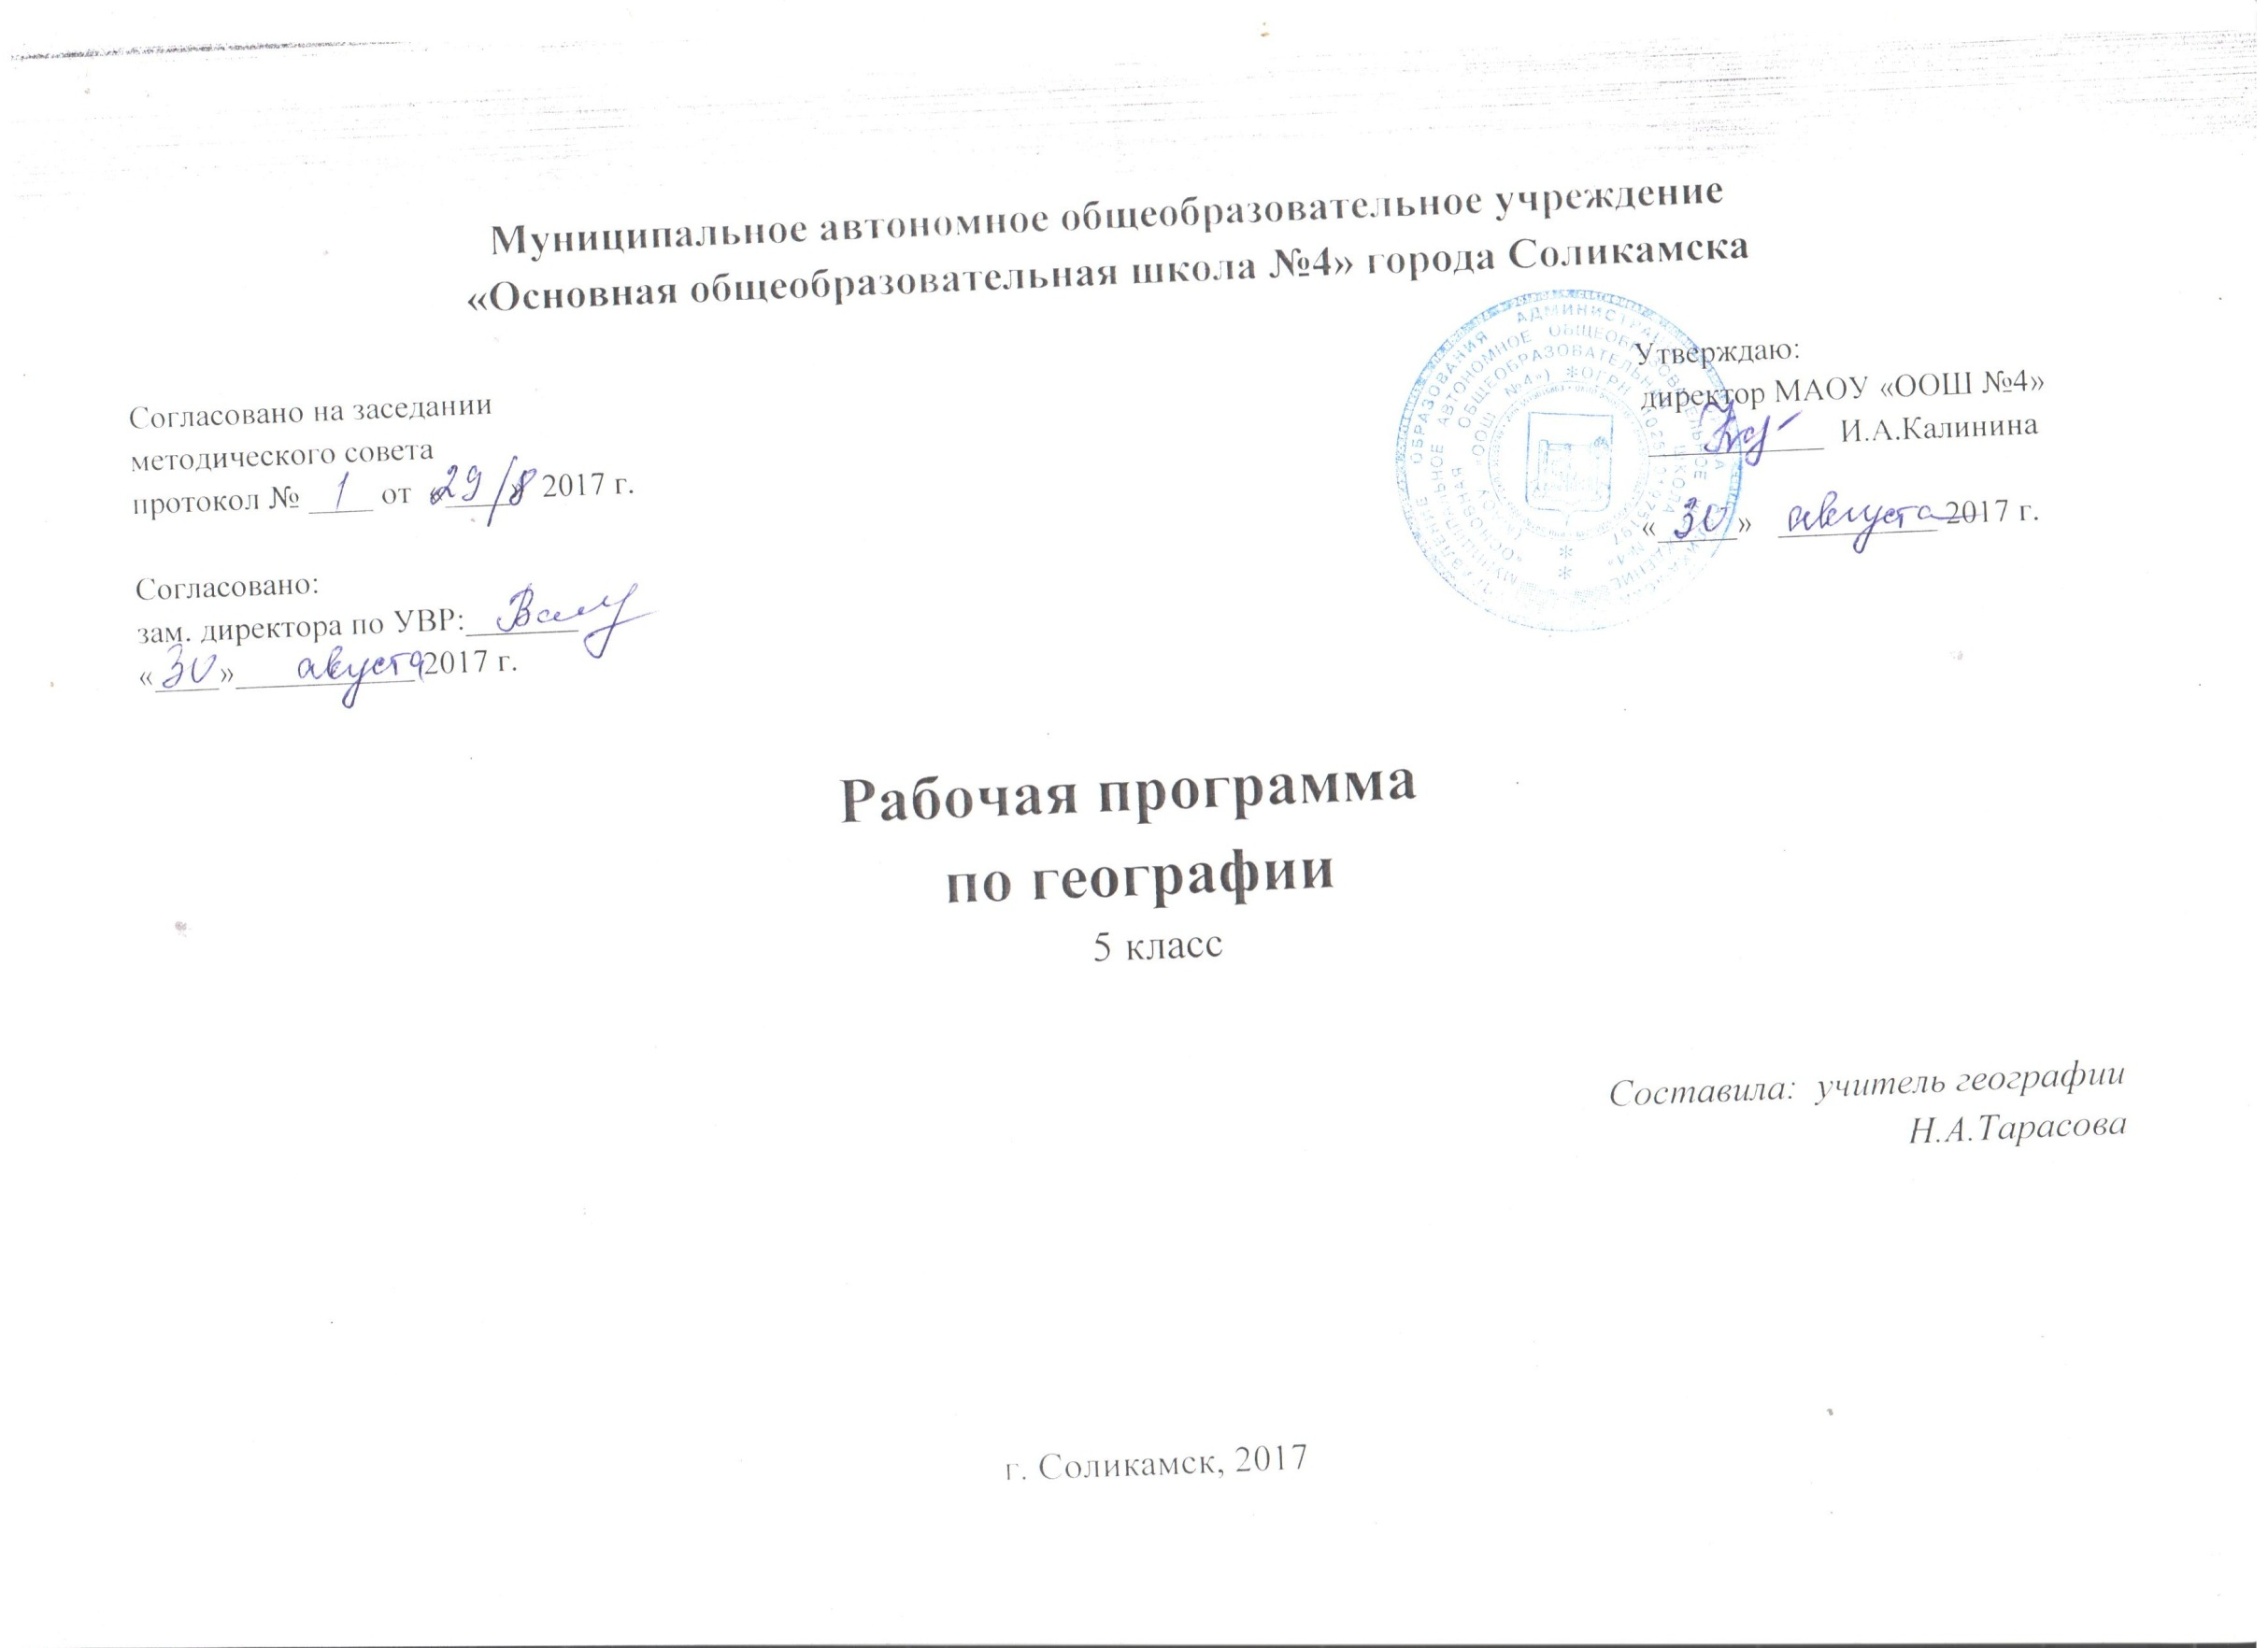 Муниципальное автономное общеобразовательное учреждение
«Основная общеобразовательная школа №4» города Соликамска
Согласовано на заседании
методического совета
протокол № 1 от «29/8» 2017 г.
Согласовано:
зам. директора по УВР:
«30» августа 2017 г.
Утверждаю:
директор МАОУ «ООШ №4»
И.А.Калинина
«30» августа 2017 г.
Рабочая программа
по географии
5 класс
Составила: учитель географии
Н.А.Тарасова
г. Соликамск, 2017